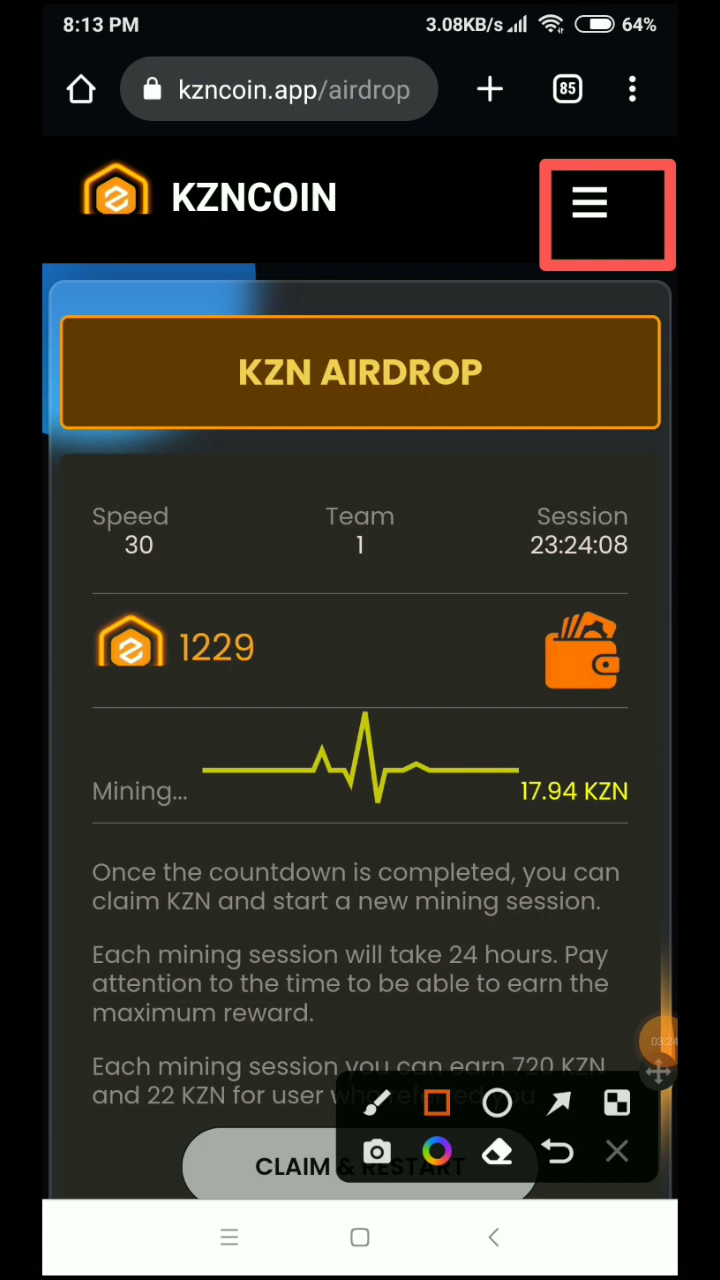 8:13 PM 3.08KB/s 64%
kzncoin.app/airdrop 85
KZNCOIN
KZN AIRDROP
Speed Team Session
30 1 23:24:08
1229
Mining... 17.94 KZN
Once the countdown is completed, you can
claim KZN and start a new mining session.
Each mining session will take 24 hours. Pay
attention to the time to be able to earn the
maximum reward.
03:24
Each mining session you can earn 720 KZN
and 22 KZN for user who referred you
CLAIM & RESTART